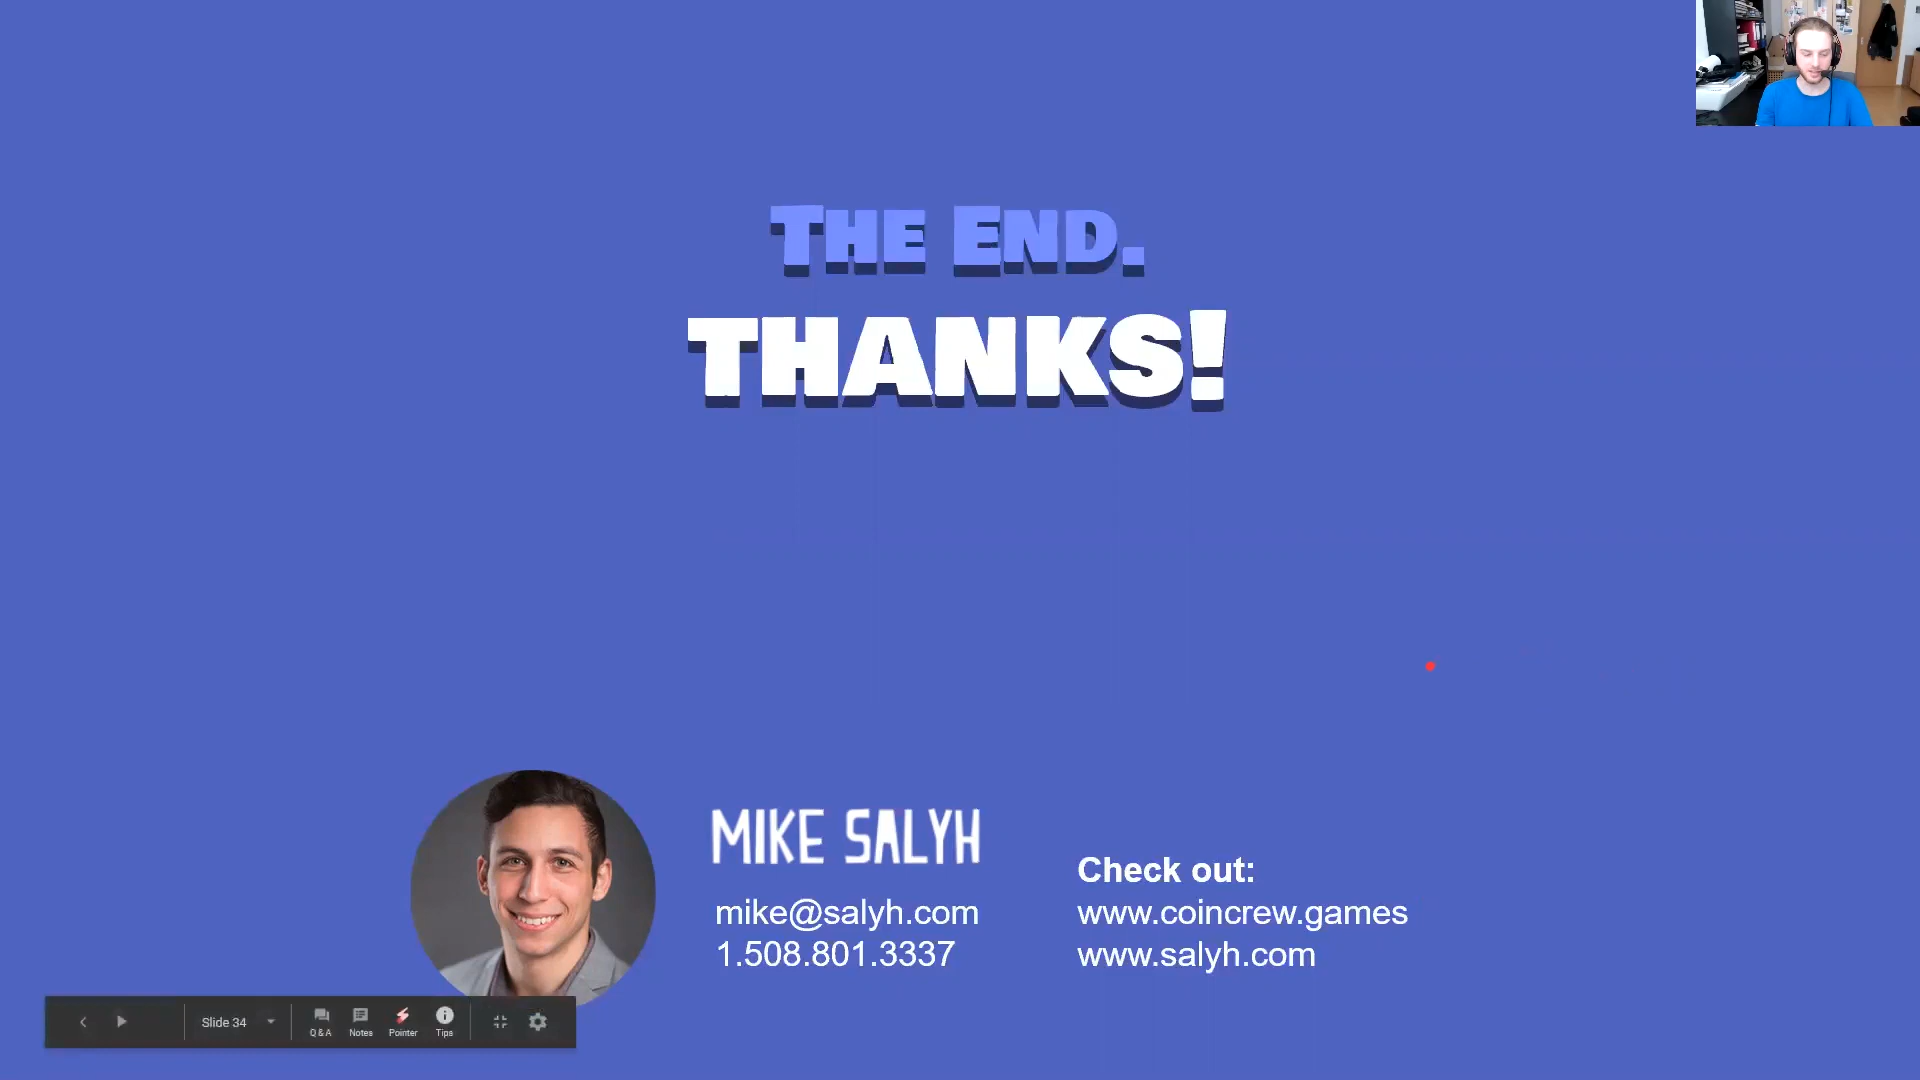 THE END.
THANKS!
MIKE SALYH
mike@salyh.com
1.508.801.3337
Check out:
www.coincrew.games
www.salyh.com
Slide 34
Q & A
Notes
Pointer
Tips